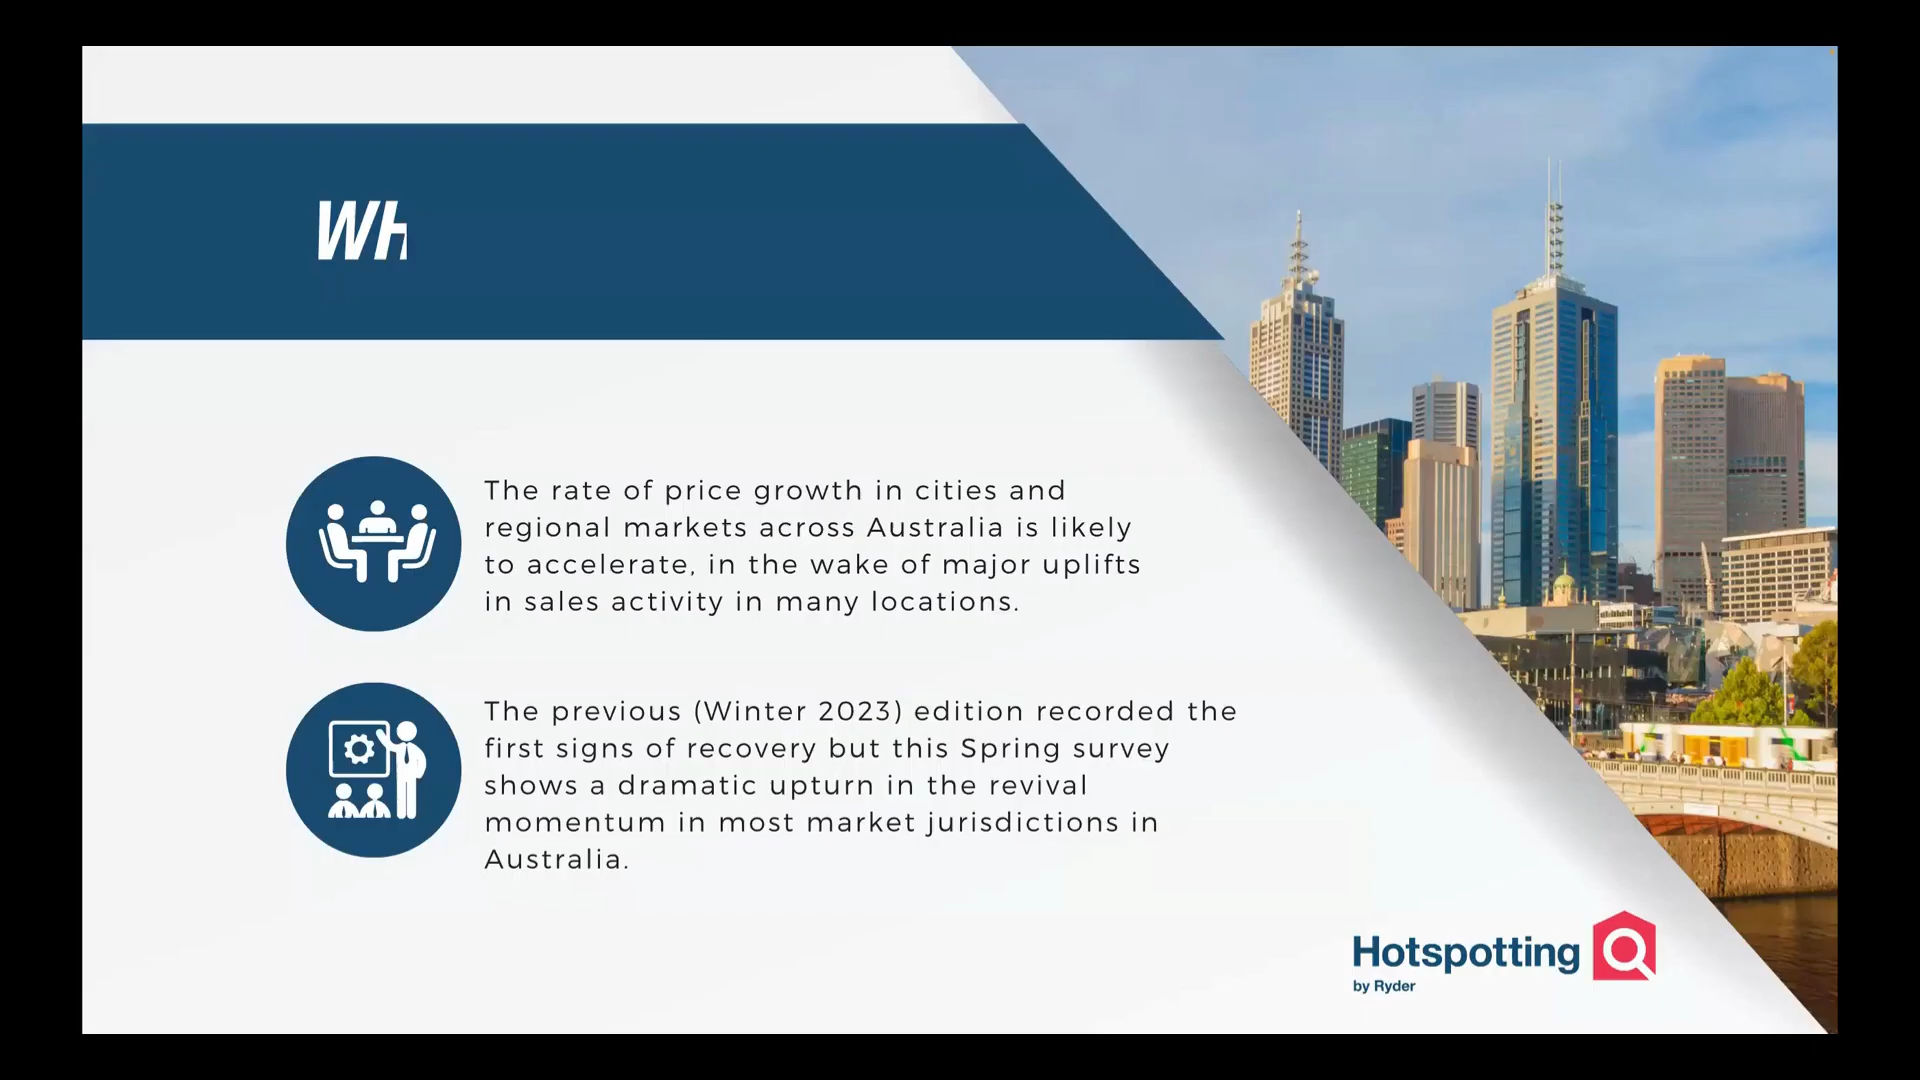 Wh
The rate of price growth in cities and
regional markets across Australia is likely
to accelerate, in the wake of major uplifts
in sales activity in many locations.
The previous (Winter 2023) edition recorded the
first signs of recovery but this Spring survey
shows a dramatic upturn in the revival
momentum in most market jurisdictions in
Australia.
Hotspotting
by Ryder